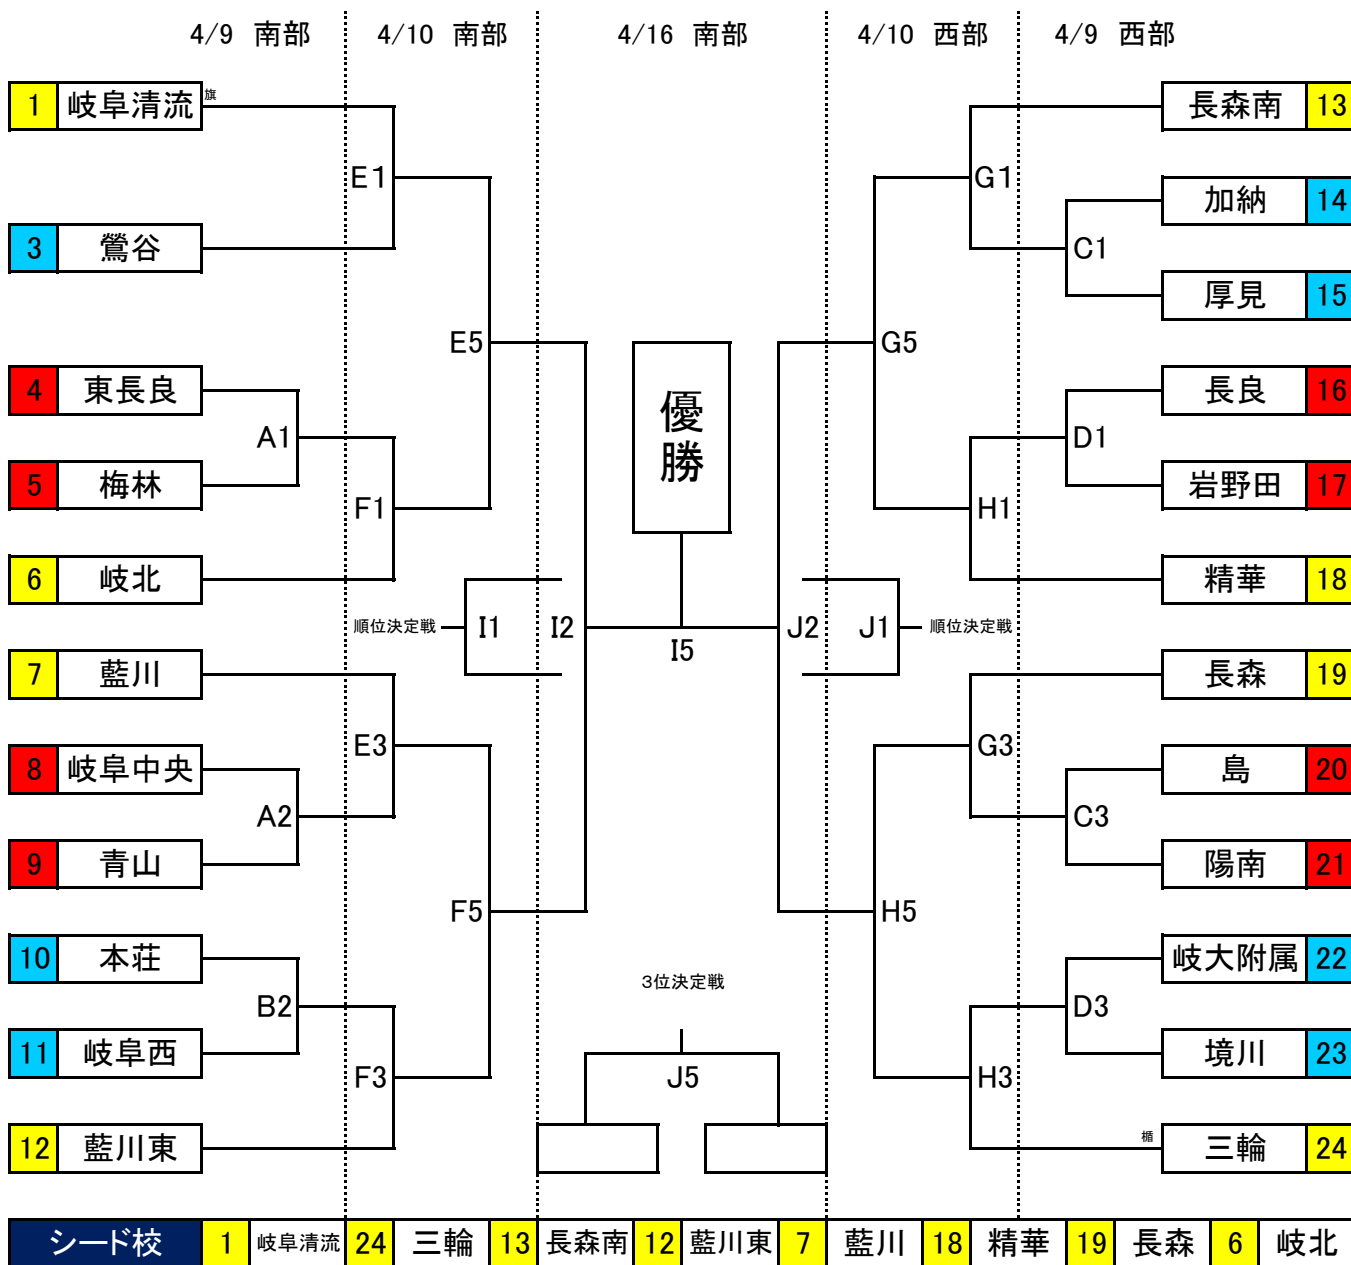 4/9 南部 4/10 南部 4/16 南部 4/10 西部 4/9 西部
1 岐阜清流 旗 長森南 13
E1 G1
加納 14
3 鶯谷 C1
厚見 15
E5 G5
4 東長良 優勝 長良 16
A1 D1
5 梅林 岩野田 17
F1 H1
6 岐北 精華 18
順位決定戦 I1 I2 I5 J2 J1 順位決定戦
7 藍川 長森 19
E3 G3
8 岐阜中央 島 20
A2 C3
9 青山 陽南 21
F5 H5
10 本荘 3位決定戦 岐大附属 22
B2 D3
11 岐阜西 境川 23
F3 J5 H3
12 藍川東 楯 三輪 24
シード校 1 岐阜清流 24 三輪 13 長森南 12 藍川東 7 藍川 18 精華 19 長森 6 岐北